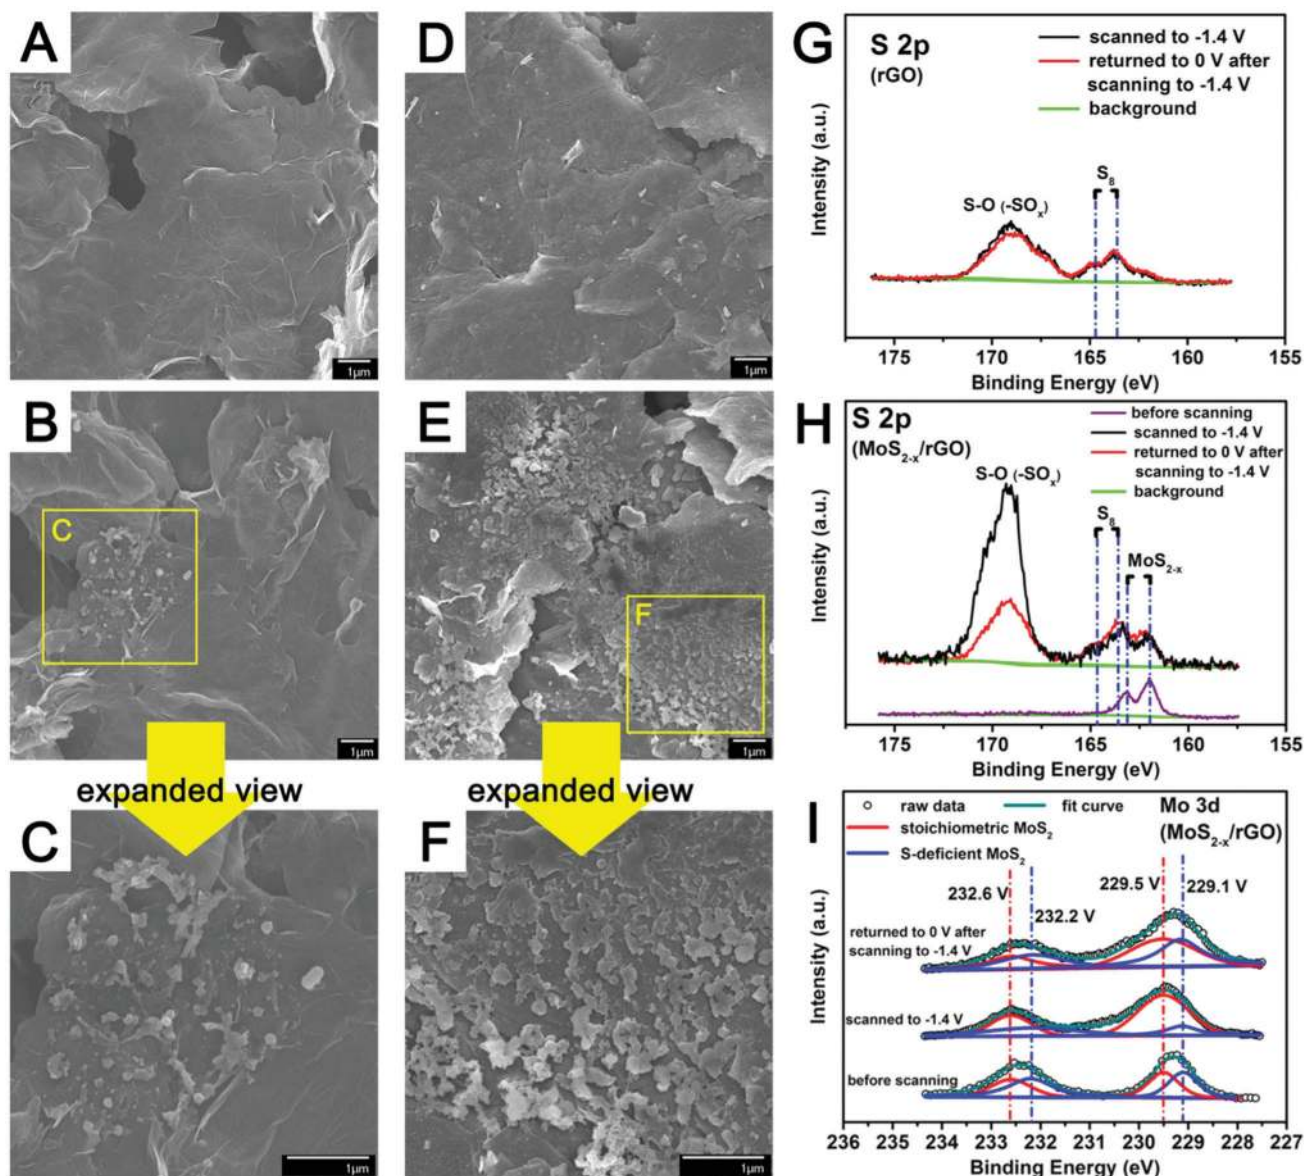 A
1μm
D
1μm
B
C
1μm
E
F
1μm
expanded view
expanded view
C
1μm
F
1μm
G
S 2p
(rGO)
scanned to -1.4 V
returned to 0 V after
scanning to -1.4 V
background
S8
S-O (-SOx)
Intensity (a.u.)
175 170 165 160 155
Binding Energy (eV)
H
S 2p
(MoS2-x/rGO)
before scanning
scanned to -1.4 V
returned to 0 V after
scanning to -1.4 V
background
S-O (-SOx)
S8
MoS2-x
Intensity (a.u.)
175 170 165 160 155
Binding Energy (eV)
I
raw data
fit curve
Mo 3d
(MoS2-x/rGO)
stoichiometric MoS2
S-deficient MoS2
232.6 V
232.2 V
229.5 V
229.1 V
returned to 0 V after
scanning to -1.4 V
scanned to -1.4 V
before scanning
Intensity (a.u.)
236 235 234 233 232 231 230 229 228 227
Binding Energy (eV)